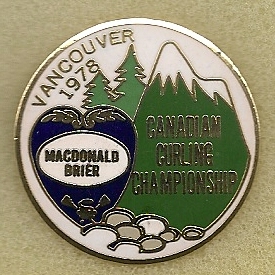 VANCOUVER
1978
MACDONALD
BRIER
CANADIAN
CURLING
CHAMPIONSHIP